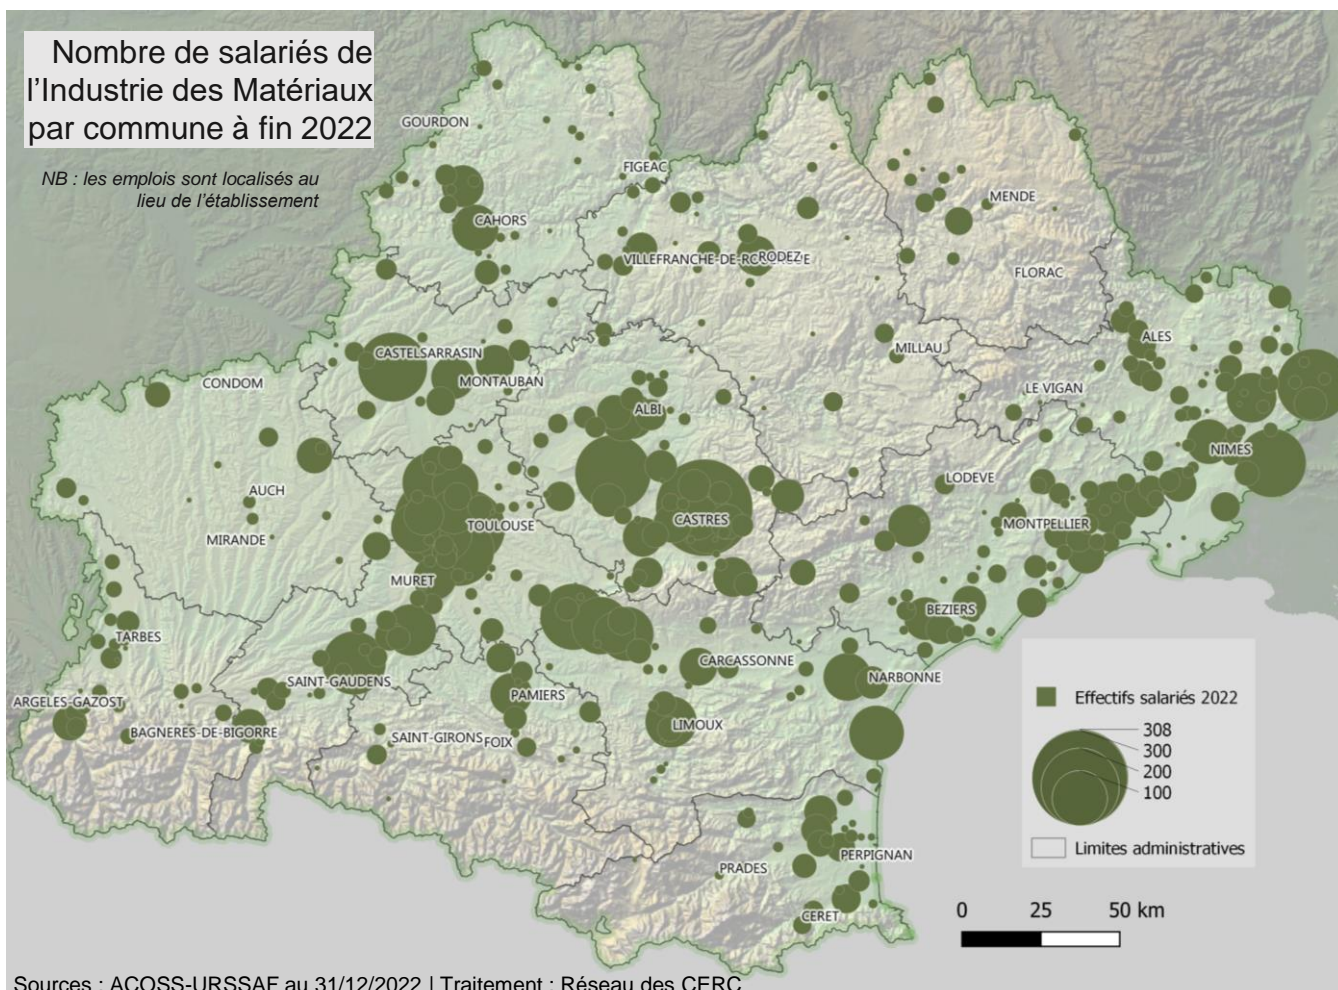 Nombre de salariés de
l'Industrie des Matériaux
par commune à fin 2022
NB : les emplois sont localisés au
lieu de l'établissement
GOURDON
FIGEAC
MENDE
CAHORS
VILLEFRANCHE-DE-ROUERGUE
RODEZ
FLORAC
ALES
CASTELSARRASIN
MILLAU
CONDOM
MONTAUBAN
LE VIGAN
ALBI
NIMES
LODEVE
AUCH
CASTRES
MONTPELLIER
TOULOUSE
MIRANDE
MURET
BEZIERS
TARBES
CARCASSONNE
NARBONNE
SAINT-GAUDENS
PAMIERS
ARGELES-GAZOST
LIMOUX
BAGNERES-DE-BIGORRE
SAINT-GIRONS
FOIX
PERPIGNAN
PRADES
CERET
Effectifs salariés 2022
308
300
200
100
Limites administratives
0 25 50 km
Sources : ACOSS-URSSAF au 31/12/2022 | Traitement : Réseau des CERC